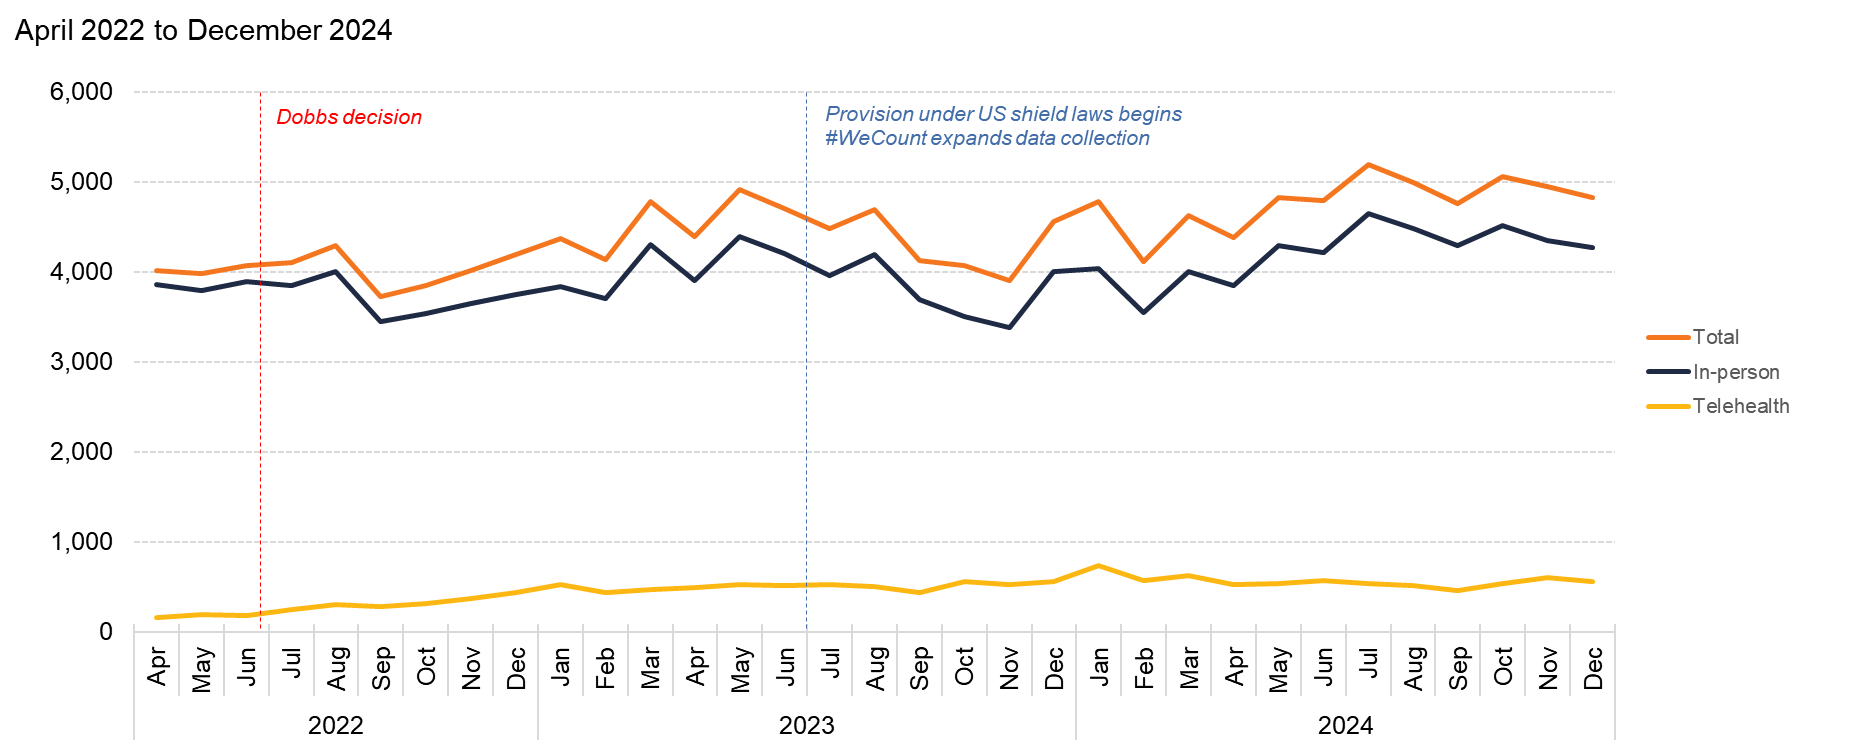 April 2022 to December 2024
6,000
5,000
4,000
3,000
2,000
1,000
0
Dobbs decision
Provision under US shield laws begins
#WeCount expands data collection
Total
In-person
Telehealth
Apr May Jun Jul Aug Sep Oct Nov Dec Jan Feb Mar Apr May Jun Jul Aug Sep Oct Nov Dec Jan Feb Mar Apr May Jun Jul Aug Sep Oct Nov Dec
2022 2023 2024